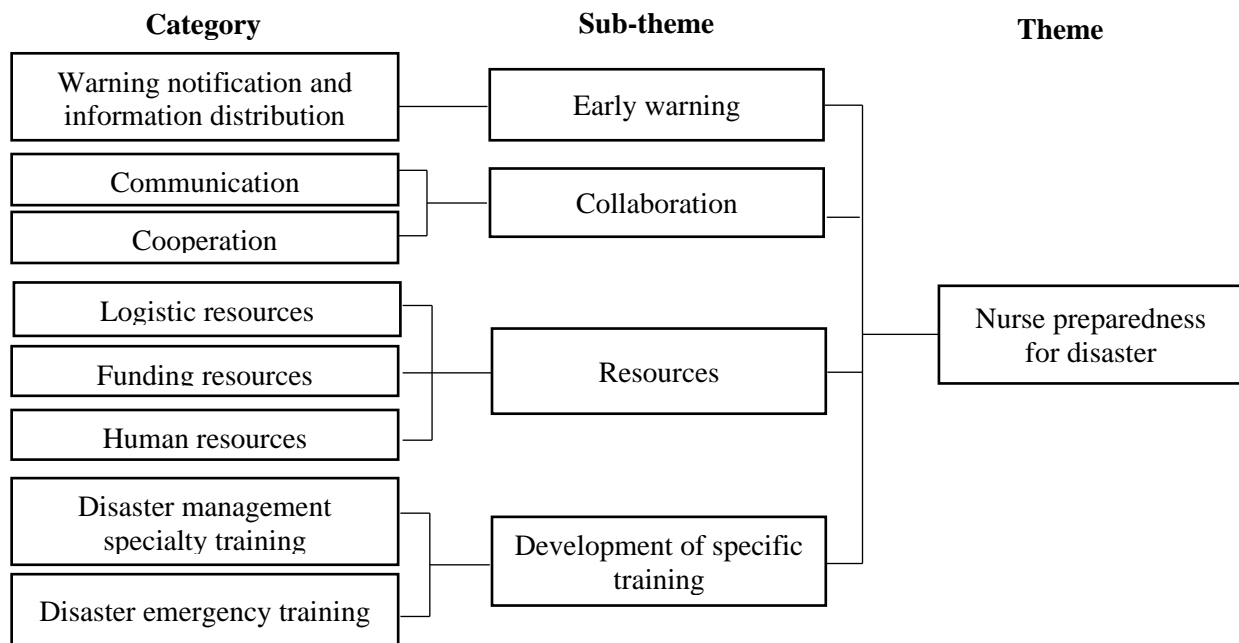 Category
Sub-theme
Theme
Warning notification and
information distribution
Early warning
Communication
Collaboration
Cooperation
Logistic resources
Nurse preparedness
for disaster
Funding resources
Resources
Human resources
Disaster management
specialty training
Development of specific
training
Disaster emergency training